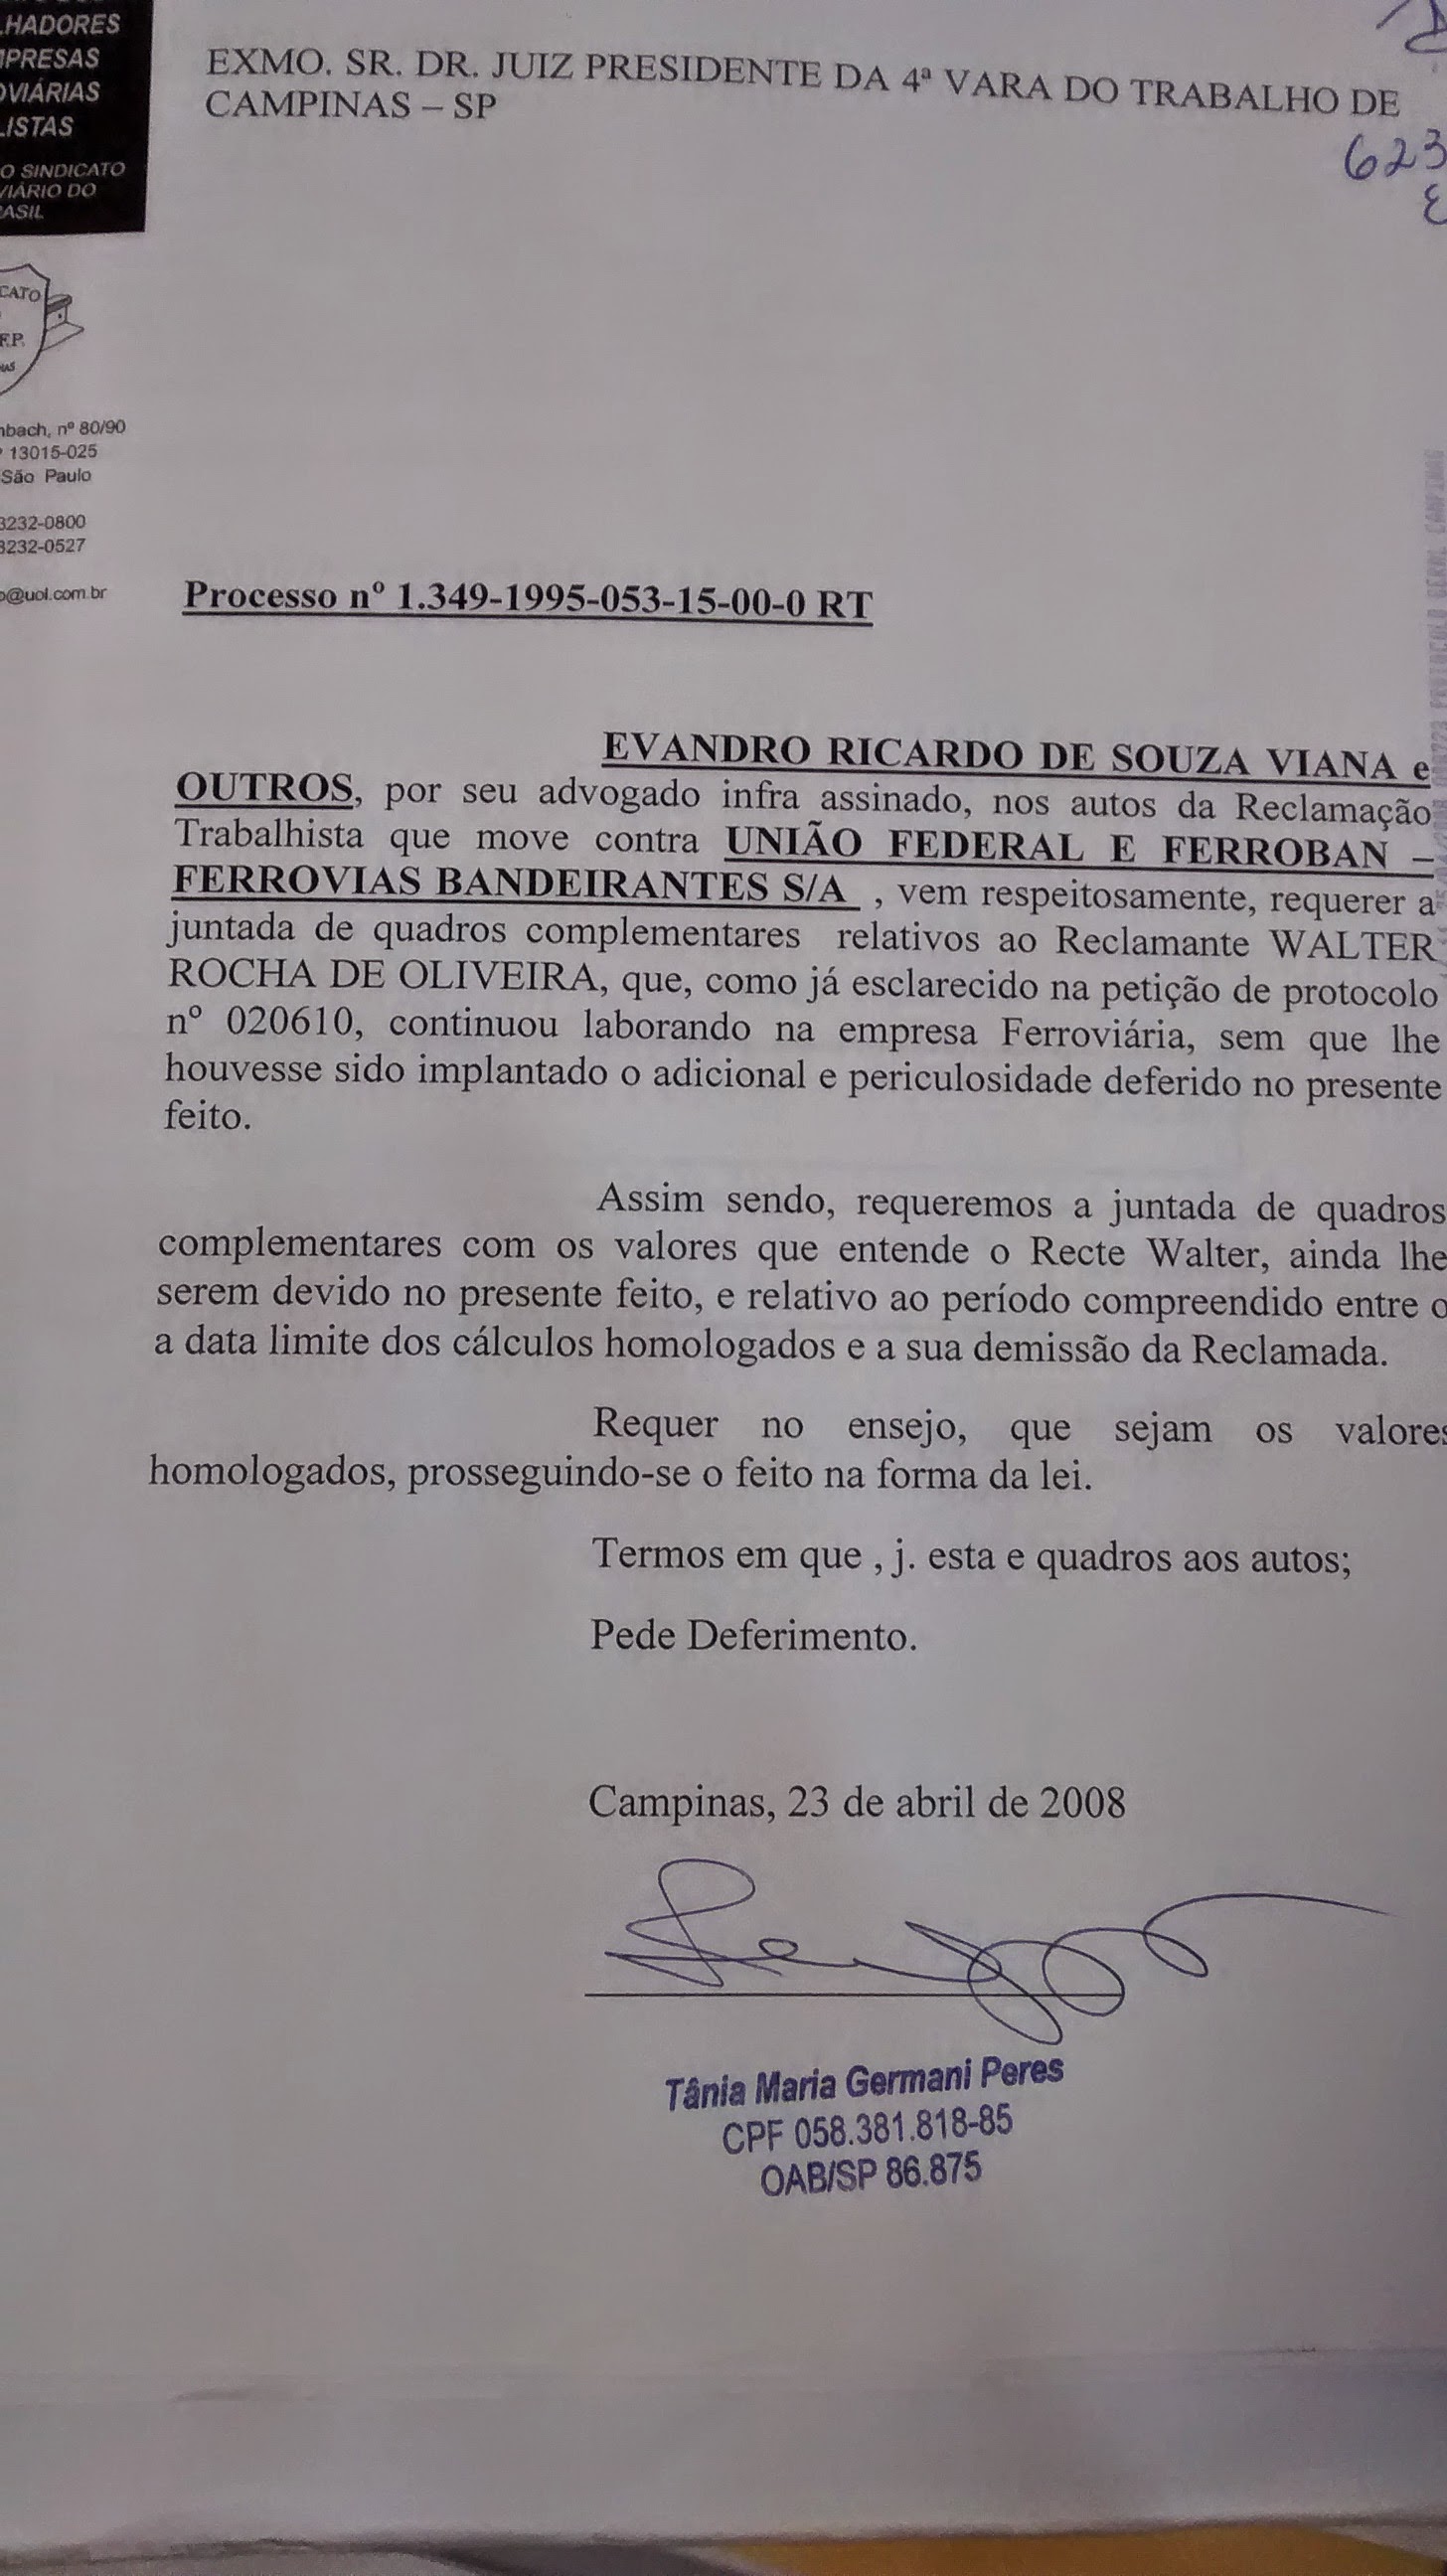 LHADORES
MPRESAS
OVIÁRIAS
LISTAS
O SINDICATO
VIÁRIO DO
ASIL
CATO
F.P.
nbach, nº 80/90
13015-025
São Paulo
3232-0800
3232-0527
o@uol.com.br
EXMO. SR. DR. JUIZ PRESIDENTE DA 4ª VARA DO TRABALHO DE
CAMPINAS – SP
623
Processo nº 1.349-1995-053-15-00-0 RT
EVANDRO RICARDO DE SOUZA VIANA e
OUTROS, por seu advogado infra assinado, nos autos da Reclamação
Trabalhista que move contra UNIÃO FEDERAL E FERROBAN –
FERROVIAS BANDEIRANTES S/A , vem respeitosamente, requerer a
juntada de quadros complementares relativos ao Reclamante WALTER
ROCHA DE OLIVEIRA, que, como já esclarecido na petição de protocolo
nº 020610, continuou laborando na empresa Ferroviária, sem que lhe
houvesse sido implantado o adicional e periculosidade deferido no presente
feito.
Assim sendo, requeremos a juntada de quadros
complementares com os valores que entende o Recte Walter, ainda lhe
serem devido no presente feito, e relativo ao período compreendido entre o
a data limite dos cálculos homologados e a sua demissão da Reclamada.
Requer no ensejo, que sejam os valores
homologados, prosseguindo-se o feito na forma da lei.
Termos em que , j. esta e quadros aos autos;
Pede Deferimento.
Campinas, 23 de abril de 2008
Tânia Maria Germani Peres
CPF 058.381.818-85
OAB/SP 86.875